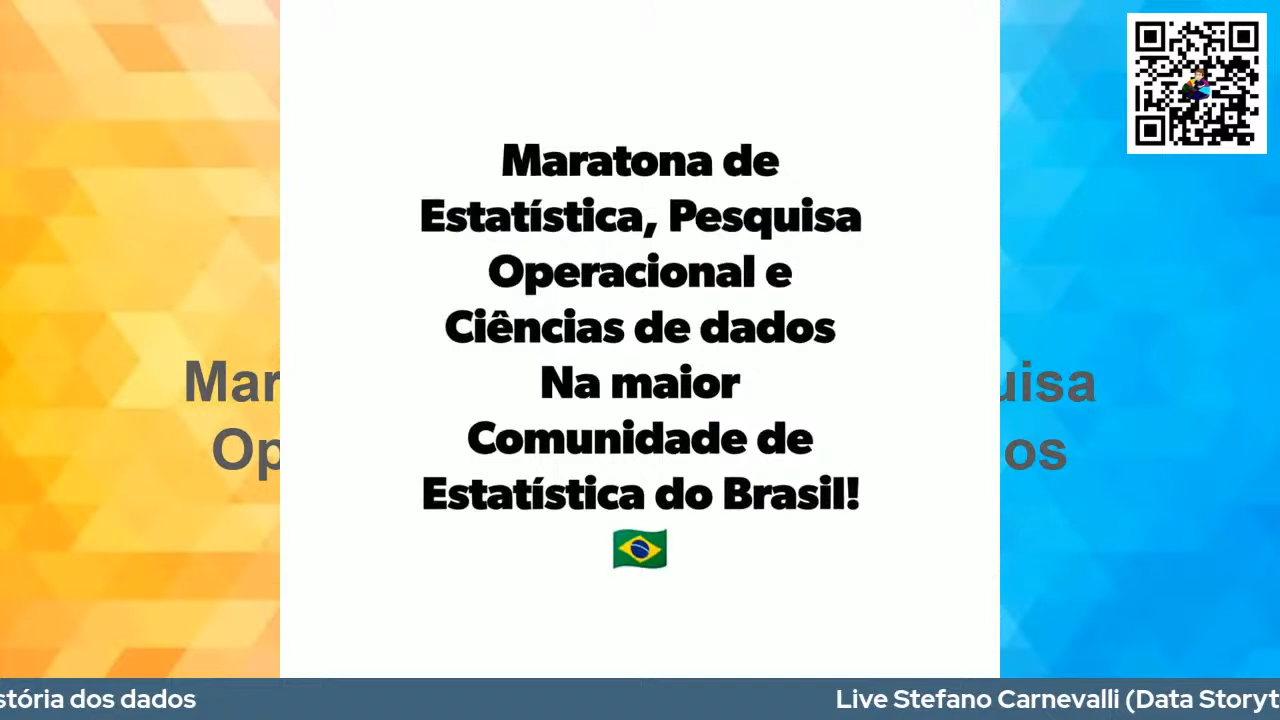 Maratona de
Estatística, Pesquisa
Operacional e
Ciências de dados
Na maior
Comunidade de
Estatística do Brasil!
Mar
uisa
Op
os
stória dos dados
Live Stefano Carnevalli (Data Storyt